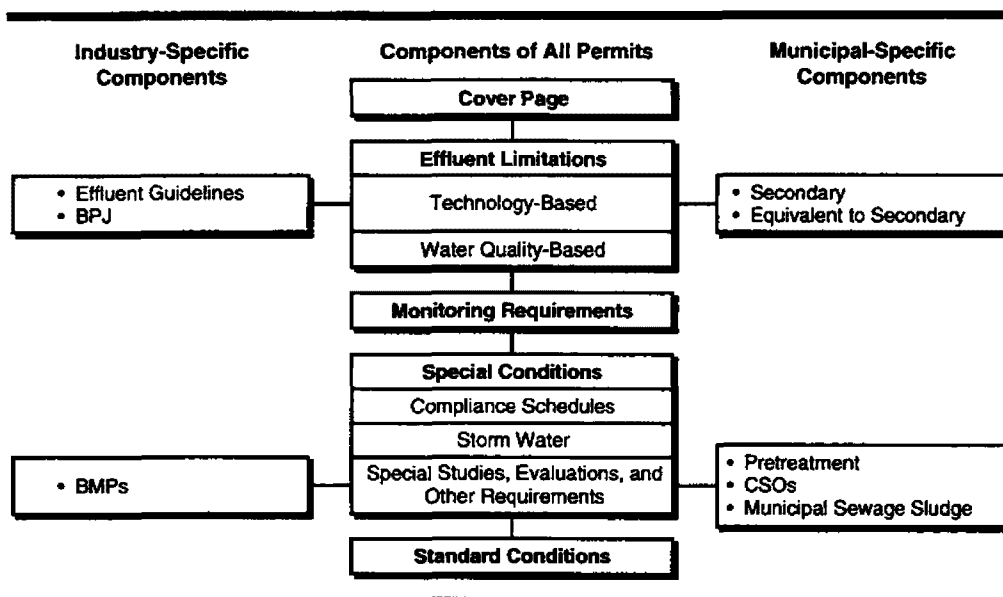 Industry-Specific
Components
Components of All Permits
Municipal-Specific
Components
Cover Page
Effluent Limitations
Technology-Based
Water Quality-Based
• Effluent Guidelines
• BPJ
• Secondary
• Equivalent to Secondary
Monitoring Requirements
Special Conditions
Compliance Schedules
Storm Water
Special Studies, Evaluations, and
Other Requirements
• BMPs
• Pretreatment
• CSOs
• Municipal Sewage Sludge
Standard Conditions